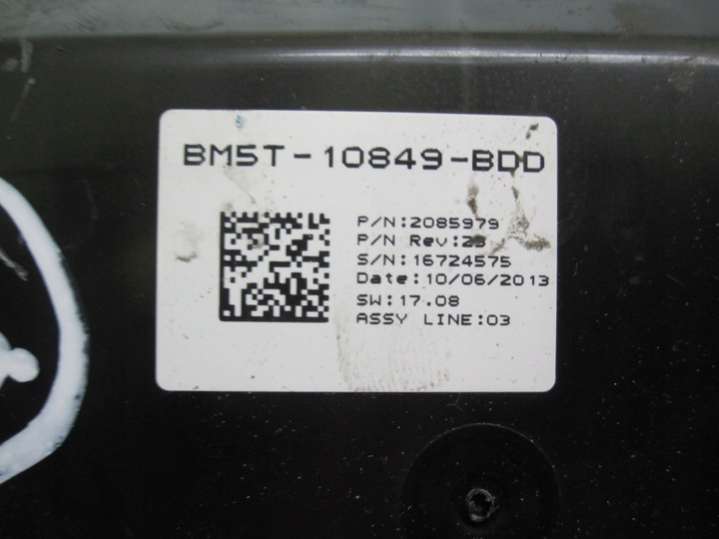 BM5T-10849-BDD
P/N:2085979
P/N Rev:23
S/N:16724575
Date:10/06/2013
SW:17.08
ASSY LINE:03